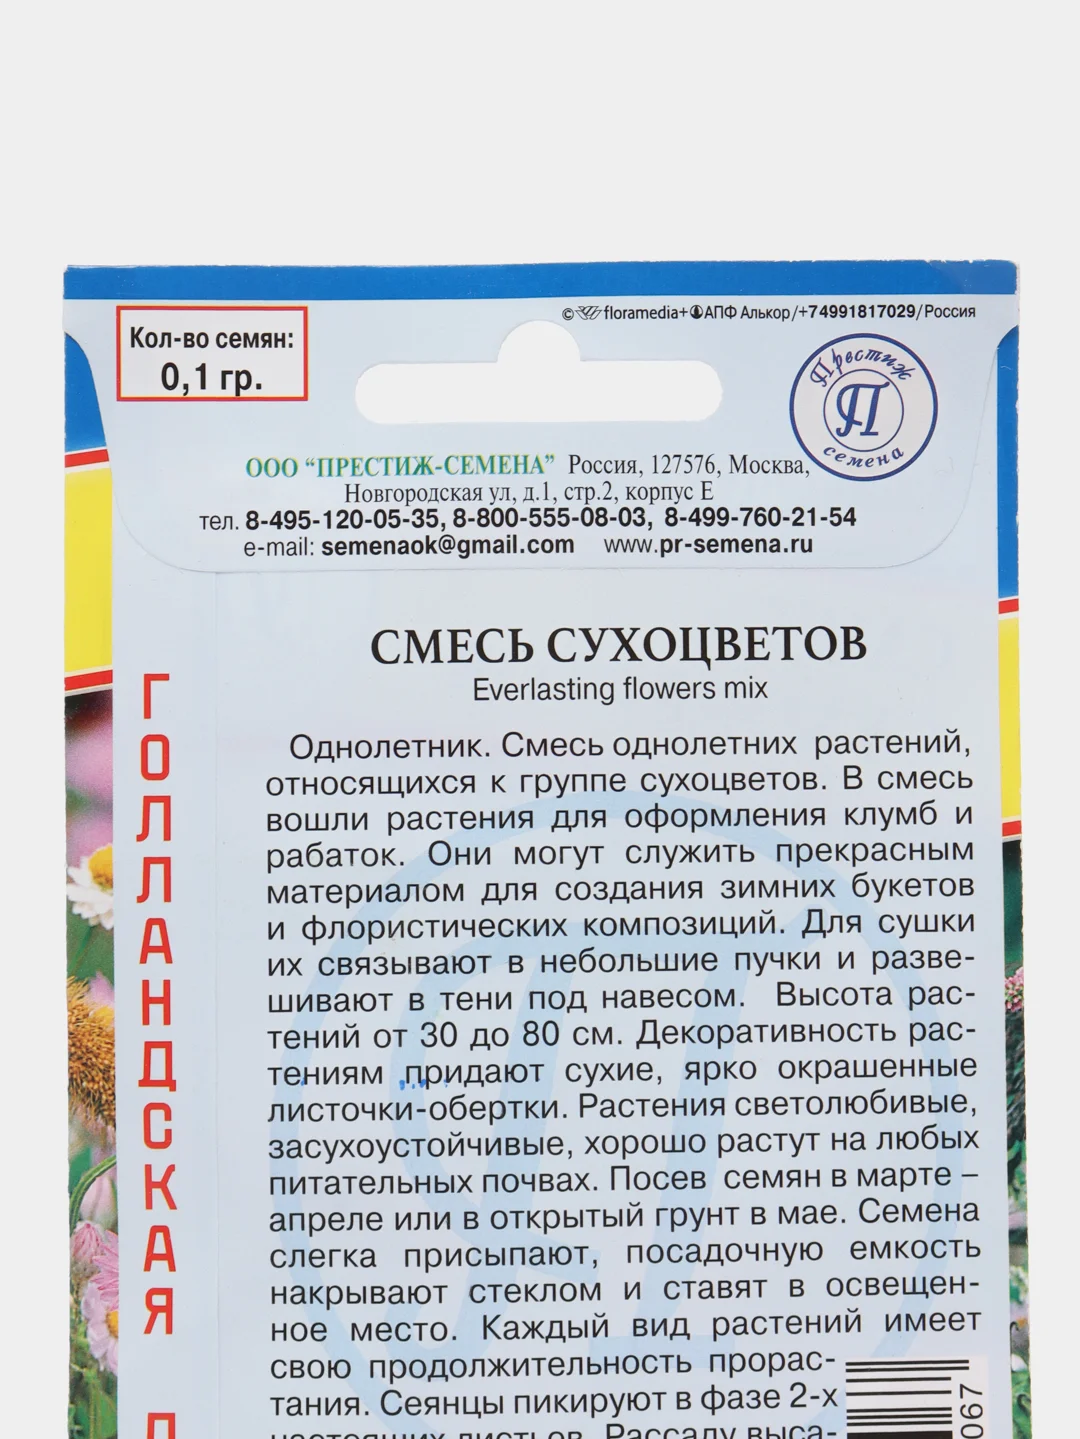 Кол-во семян:
0,1 гр.
© floramedia+ АПФ Алькор/+74991817029/Россия
Престиж
П
семена
ООО “ПРЕСТИЖ-СЕМЕНА” Россия, 127576, Москва,
Новгородская ул, д.1, стр.2, корпус Е
тел. 8-495-120-05-35, 8-800-555-08-03, 8-499-760-21-54
e-mail: semenaok@gmail.com www.pr-semena.ru
СМЕСЬ СУХОЦВЕТОВ
Everlasting flowers mix
Однолетник. Смесь однолетних растений,
относящихся к группе сухоцветов. В смесь
вошли растения для оформления клумб и
рабаток. Они могут служить прекрасным
материалом для создания зимних букетов
и флористических композиций. Для сушки
их связывают в небольшие пучки и разве-
шивают в тени под навесом. Высота рас-
тений от 30 до 80 см. Декоративность рас-
тениям придают сухие, ярко окрашенные
листочки-обертки. Растения светолюбивые,
засухоустойчивые, хорошо растут на любых
питательных почвах. Посев семян в марте –
апреле или в открытый грунт в мае. Семена
слегка присыпают, посадочную емкость
накрывают стеклом и ставят в освещен-
ное место. Каждый вид растений имеет
свою продолжительность прорас-
тания. Сеянцы пикируют в фазе 2-х
настоящих листьев. Рассаду выса-
ГОЛЛАНДСКАЯ
067